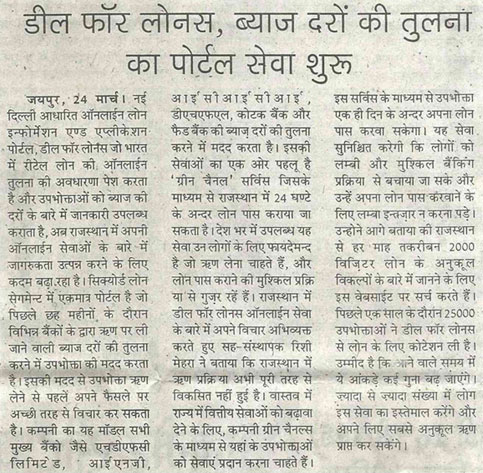 डील फॉर लोनस, ब्याज दरों की तुलना
का पोर्टल सेवा शुरू
जयपुर, 24 मार्च। नई
दिल्ली आधारित ऑनलाईन लोन
इन्फोमेशन एण्ड एप्लीकेशन
पोर्टल, डील फॉर लोनस जो भारत
में रीटेल लोन की ऑनलाईन
तुलना की अवधारणा पेश करता
है और उपभोक्ताओं को ब्याज की
दरों के बारे में जानकारी उपलब्ध
कराता है, अब राजस्थान में अपनी
ऑनलाईन सेवाओं के बारे में
जागरुकता उत्पन्न करने के लिए
कदम बढ़ा रहा है। सिक्योर्ड लोन
सेगमेन्ट में एकमात्र पोर्टल है जो
पिछले छह महीनों के दौरान
विभिन्न बैंकों के द्वारा ऋण पर ली
जाने वाली ब्याज दरों की तुलना
करने में उपभोक्ता की मदद करता
है। इसकी मदद से उपभोक्ता ऋण
लेने से पहलें अपने फैसले पर
अच्छी तरह से विचार कर सकता
है। कम्पनी का यह मॉडल सभी
मुख्य बैंकों जैसे एचडीएफसी
लिमिटेड, आईएनजी,
आईसीआईसीआई,
डीएचएफएल, कोटक बैंक और
फैड बैंक की ब्याज़ दरों की तुलना
करने में मदद करता है। इसकी
सेवाओं का एक ओर पहलू है
'ग्रीन चैनल' सर्विस जिसके
माध्यम से राजस्थान में 24 घण्टे
के अन्दर लोन पास कराया जा
सकता है। देश भर में उपलब्ध यह
सेवा उन लोगों के लिए फायदेमन्द
है जो ऋण लेना चाहते हैं, और
लोन पास कराने की मुश्किल प्रक्रि
या से गुज़र रहें हैं। राजस्थान में
डील फॉर लोनस ऑनलाईन सेवा
के बारे में अपने विचार अभिव्यक्त
करते हुए सह-संस्थापक रिशी
मेहरा ने बताया कि राजस्थान में
ऋण प्रक्रिया अभी पूरी तरह से
विकसित नहीं हुई है। वास्तव में
राज्य में वित्तीय सेवाओं को बढ़ावा
देने के लिए, कम्पनी ग्रीन चैनल्स
के माध्यम से यहां के उपभोक्ताओं
को सेवाएं प्रदान करना चाहते हैं।
इस सर्विस के माध्यम से उपभोक्ता
एक ही दिन के अन्दर अपना लोन
पास करवा सकेगा। यह सेवा
सुनिश्चित करेगी कि लोगों को
लम्बी और मुश्किल बैंकिंग
प्रक्रिया से बचाया जा सके और
उन्हें अपना लोन पास करवाने के
लिए लम्बा इन्तज़ार न करना पड़े।
उन्होने आगे बताया की राजस्थान
से हर माह तकरीबन 2000
विज़िटर लोन के अनुकूल
विकल्पों के बारे में जानने के लिए
इस वेबसाईट पर सर्च करते हैं।
पिछले एक साल के दौरान 25000
उपभोक्ताओं ने डील फॉर लोनस
से लोन के लिए कोटेशन ली है।
उम्मीद है कि आने वाले समय में
ये आंकड़े कई गुना बढ़ जाएंगे।
ज़्यादा से ज़्यादा संख्या में लोग
इस सेवा का इस्तेमाल करेंगे और
अपने लिए सबसे अनुकूल ऋण
प्राप्त कर सकेंगे।